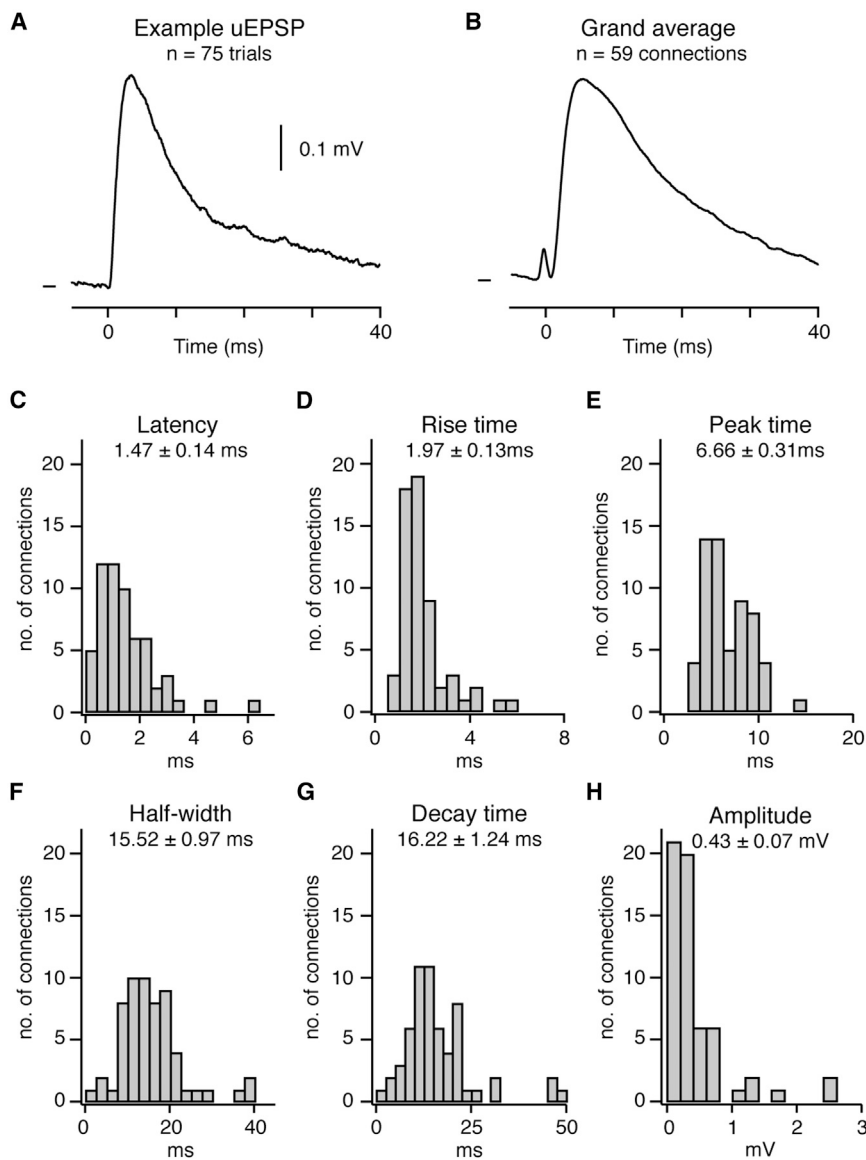 A
Example uEPSP
n = 75 trials
0.1 mV
0
40
Time (ms)
B
Grand average
n = 59 connections
0
40
Time (ms)
C
Latency
1.47 ± 0.14 ms
20
15
10
5
0
no. of connections
0 2 4 6
ms
D
Rise time
1.97 ± 0.13ms
20
15
10
5
0
no. of connections
0 4 8
ms
E
Peak time
6.66 ± 0.31ms
20
15
10
5
0
no. of connections
0 10 20
ms
F
Half-width
15.52 ± 0.97 ms
20
15
10
5
0
no. of connections
0 20 40
ms
G
Decay time
16.22 ± 1.24 ms
20
15
10
5
0
no. of connections
0 25 50
ms
H
Amplitude
0.43 ± 0.07 mV
20
15
10
5
0
no. of connections
0 1 2 3
mV